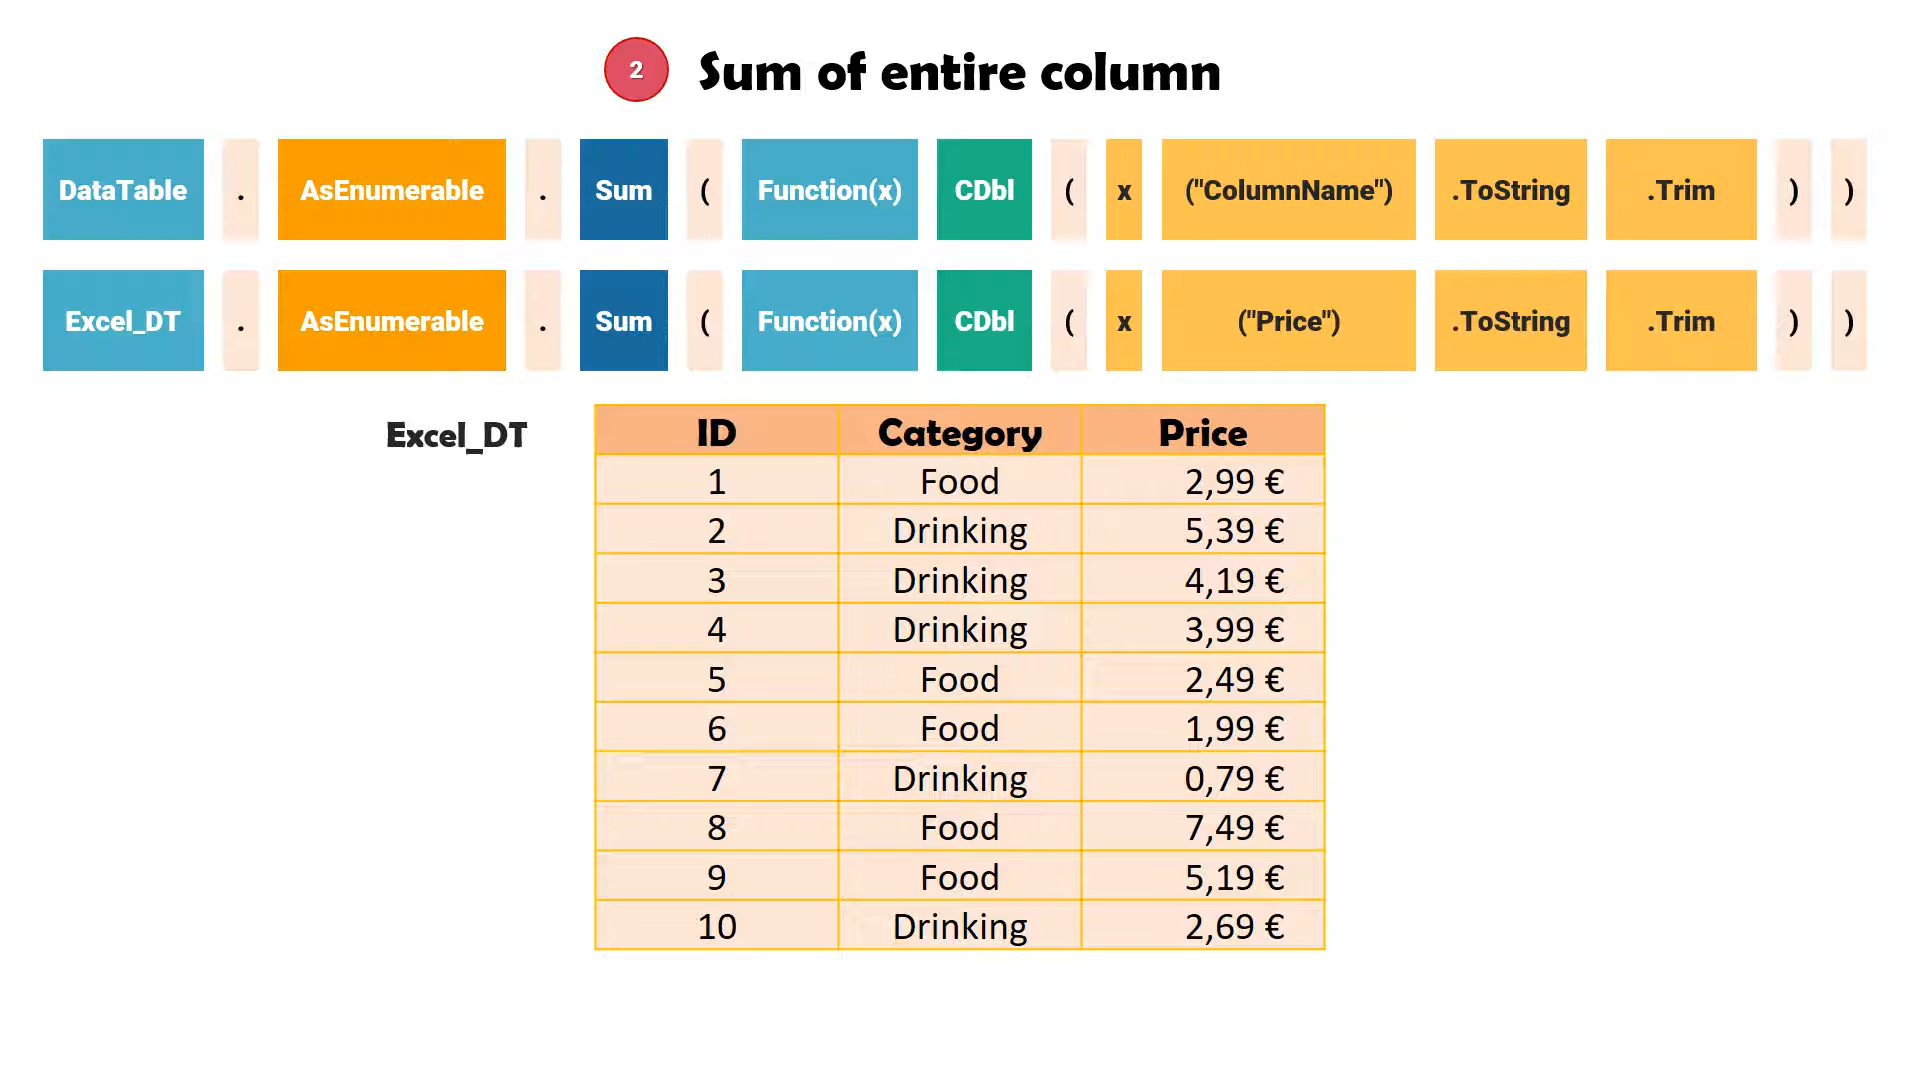 2 Sum of entire column
DataTable . AsEnumerable . Sum ( Function(x) CDbl ( x ("ColumnName") .ToString .Trim ) )
Excel_DT . AsEnumerable . Sum ( Function(x) CDbl ( x ("Price") .ToString .Trim ) )
Excel_DT
ID Category Price
1 Food 2,99 €
2 Drinking 5,39 €
3 Drinking 4,19 €
4 Drinking 3,99 €
5 Food 2,49 €
6 Food 1,99 €
7 Drinking 0,79 €
8 Food 7,49 €
9 Food 5,19 €
10 Drinking 2,69 €